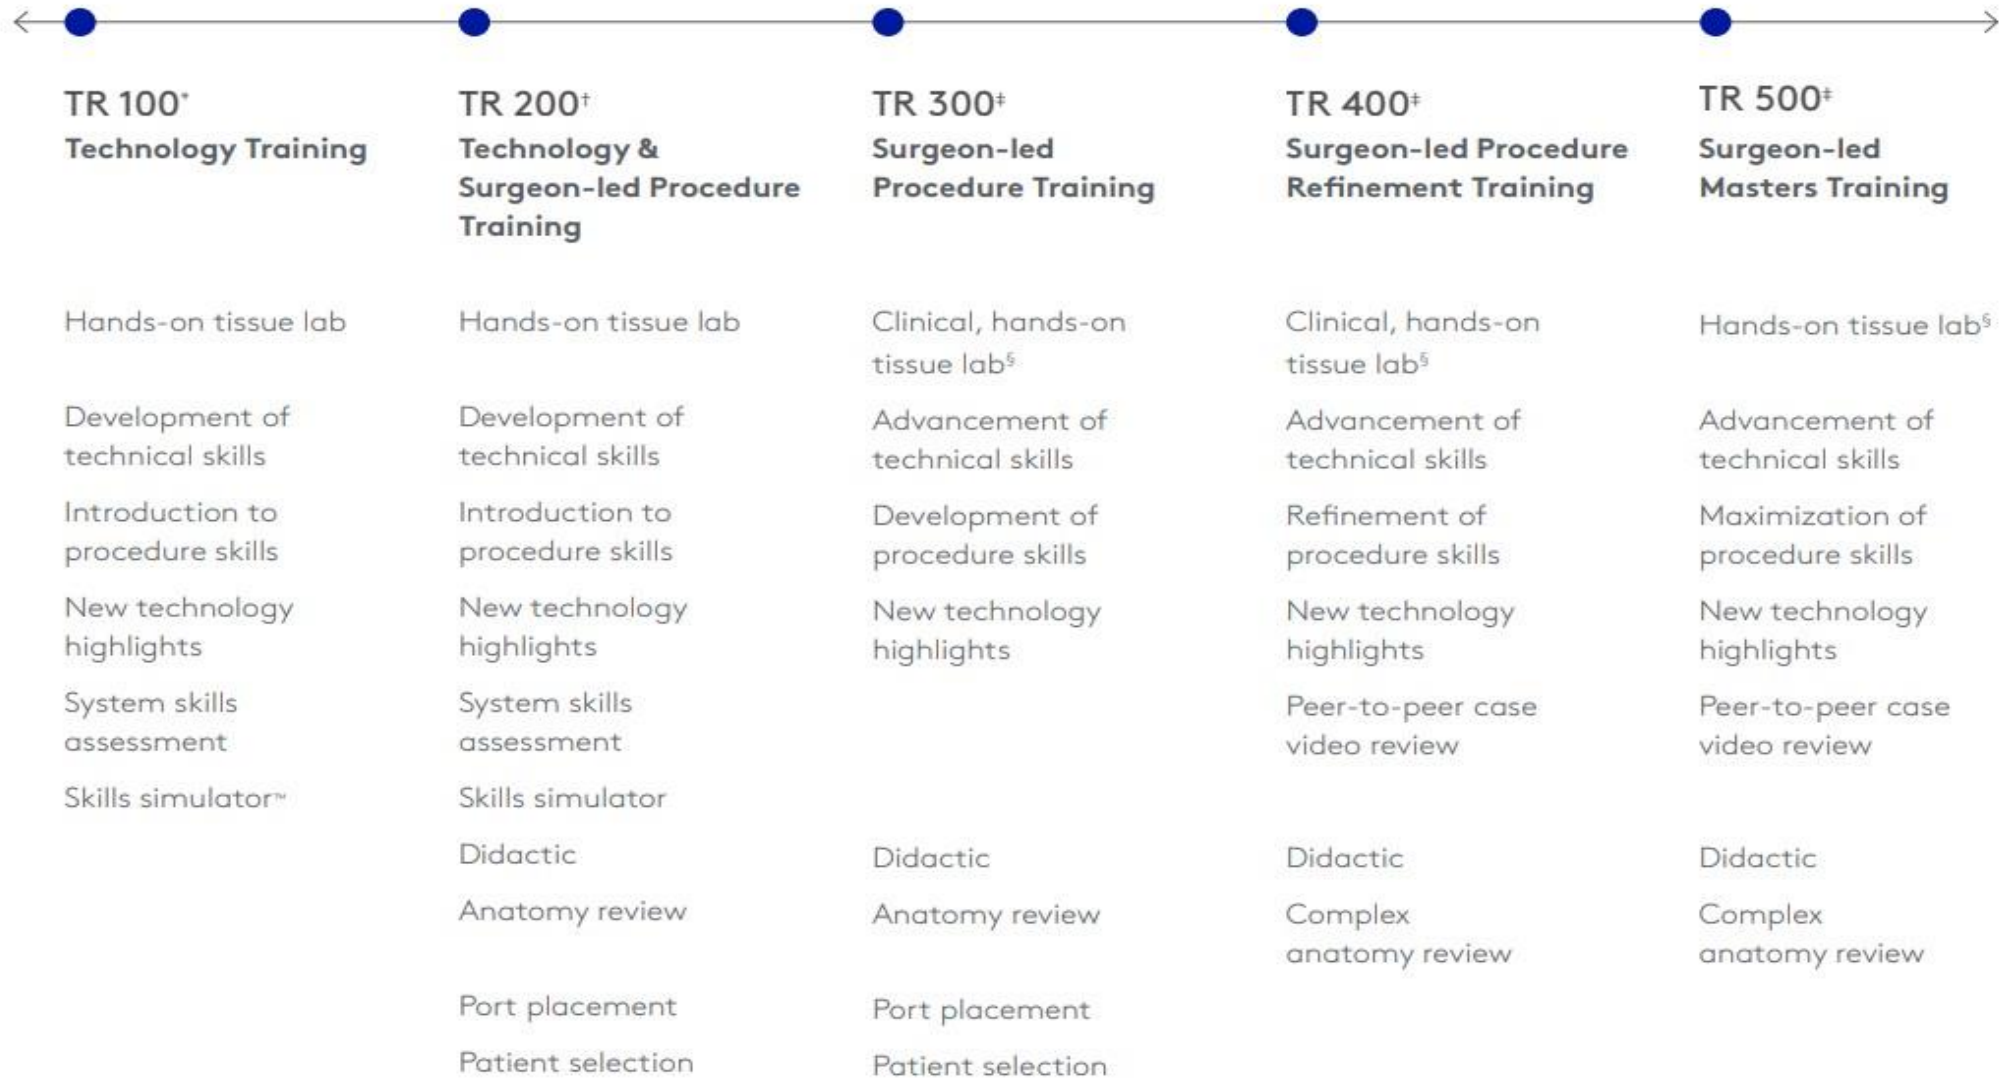 TR 100*
Technology Training
Hands-on tissue lab
Development of
technical skills
Introduction to
procedure skills
New technology
highlights
System skills
assessment
Skills simulator™
TR 200†
Technology &
Surgeon-led Procedure
Training
Hands-on tissue lab
Development of
technical skills
Introduction to
procedure skills
New technology
highlights
System skills
assessment
Skills simulator
Didactic
Anatomy review
Port placement
Patient selection
TR 300‡
Surgeon-led
Procedure Training
Clinical, hands-on
tissue lab§
Advancement of
technical skills
Development of
procedure skills
New technology
highlights
Didactic
Anatomy review
Port placement
Patient selection
TR 400‡
Surgeon-led Procedure
Refinement Training
Clinical, hands-on
tissue lab§
Advancement of
technical skills
Refinement of
procedure skills
New technology
highlights
Peer-to-peer case
video review
Didactic
Complex
anatomy review
TR 500‡
Surgeon-led
Masters Training
Hands-on tissue lab§
Advancement of
technical skills
Maximization of
procedure skills
New technology
highlights
Peer-to-peer case
video review
Didactic
Complex
anatomy review